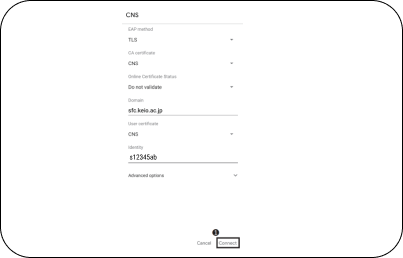 CNS
EAP method
TLS
CA certificate
CNS
Online Certificate Status
Do not validate
Domain
sfc.keio.ac.jp
User certificate
CNS
Identity
s12345ab
Advanced options
1
Cancel Connect